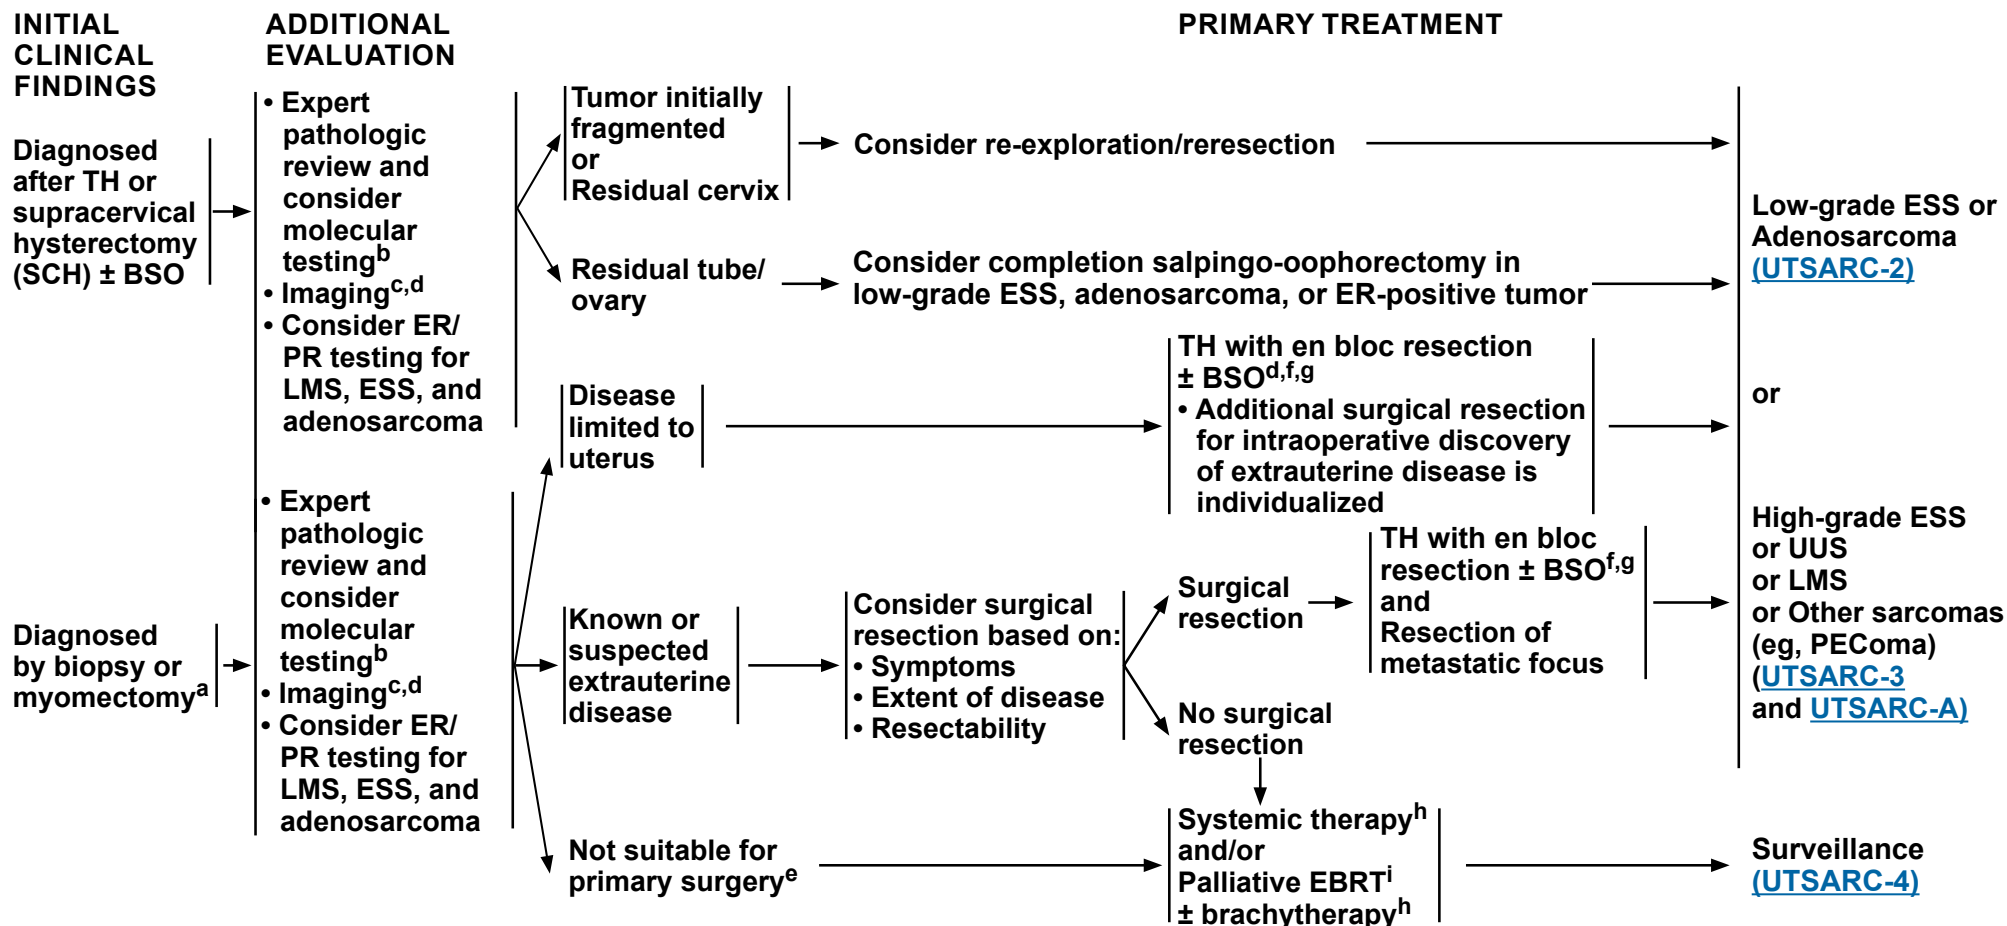 INITIAL
CLINICAL
FINDINGS
ADDITIONAL
EVALUATION
PRIMARY TREATMENT
Diagnosed
after TH or
supracervical
hysterectomy
(SCH) ± BSO
• Expert
pathologic
review and
consider
molecular
testingb
• Imagingc,d
• Consider ER/
PR testing for
LMS, ESS, and
adenosarcoma
Tumor initially
fragmented
or
Residual cervix
Consider re-exploration/reresection
Residual tube/
ovary
Consider completion salpingo-oophorectomy in
low-grade ESS, adenosarcoma, or ER-positive tumor
Diagnosed
by biopsy or
myomectomya
• Expert
pathologic
review and
consider
molecular
testingb
• Imagingc,d
• Consider ER/
PR testing for
LMS, ESS, and
adenosarcoma
Disease
limited to
uterus
TH with en bloc resection
± BSOd,f,g
• Additional surgical resection
for intraoperative discovery
of extrauterine disease is
individualized
Known or
suspected
extrauterine
disease
Consider surgical
resection based on:
• Symptoms
• Extent of disease
• Resectability
Surgical
resection
TH with en bloc
resection ± BSOf,g
and
Resection of
metastatic focus
No surgical
resection
Not suitable for
primary surgerye
Systemic therapyh
and/or
Palliative EBRTi
± brachytherapyh
Low-grade ESS or
Adenosarcoma
(UTSARC-2)
or
High-grade ESS
or UUS
or LMS
or Other sarcomas
(eg, PEComa)
(UTSARC-3
and UTSARC-A)
Surveillance
(UTSARC-4)